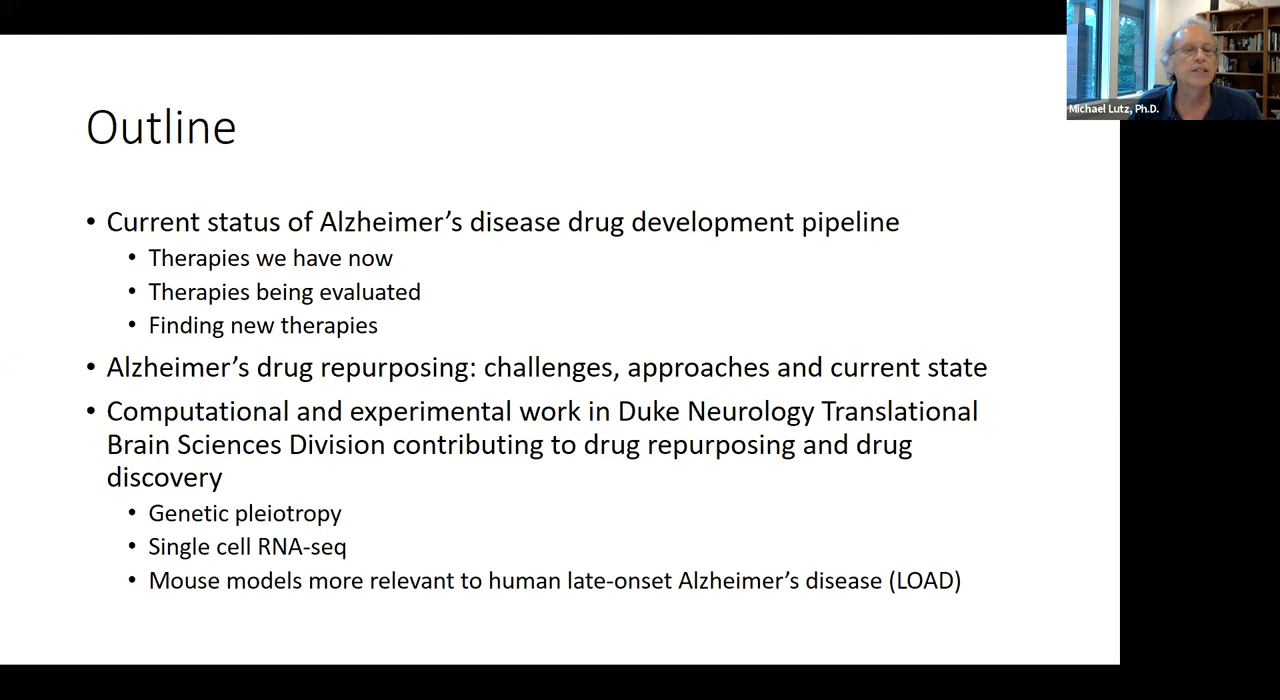 Michael Lutz, Ph.D.
Outline
• Current status of Alzheimer’s disease drug development pipeline
• Therapies we have now
• Therapies being evaluated
• Finding new therapies
• Alzheimer’s drug repurposing: challenges, approaches and current state
• Computational and experimental work in Duke Neurology Translational
Brain Sciences Division contributing to drug repurposing and drug
discovery
• Genetic pleiotropy
• Single cell RNA-seq
• Mouse models more relevant to human late-onset Alzheimer’s disease (LOAD)